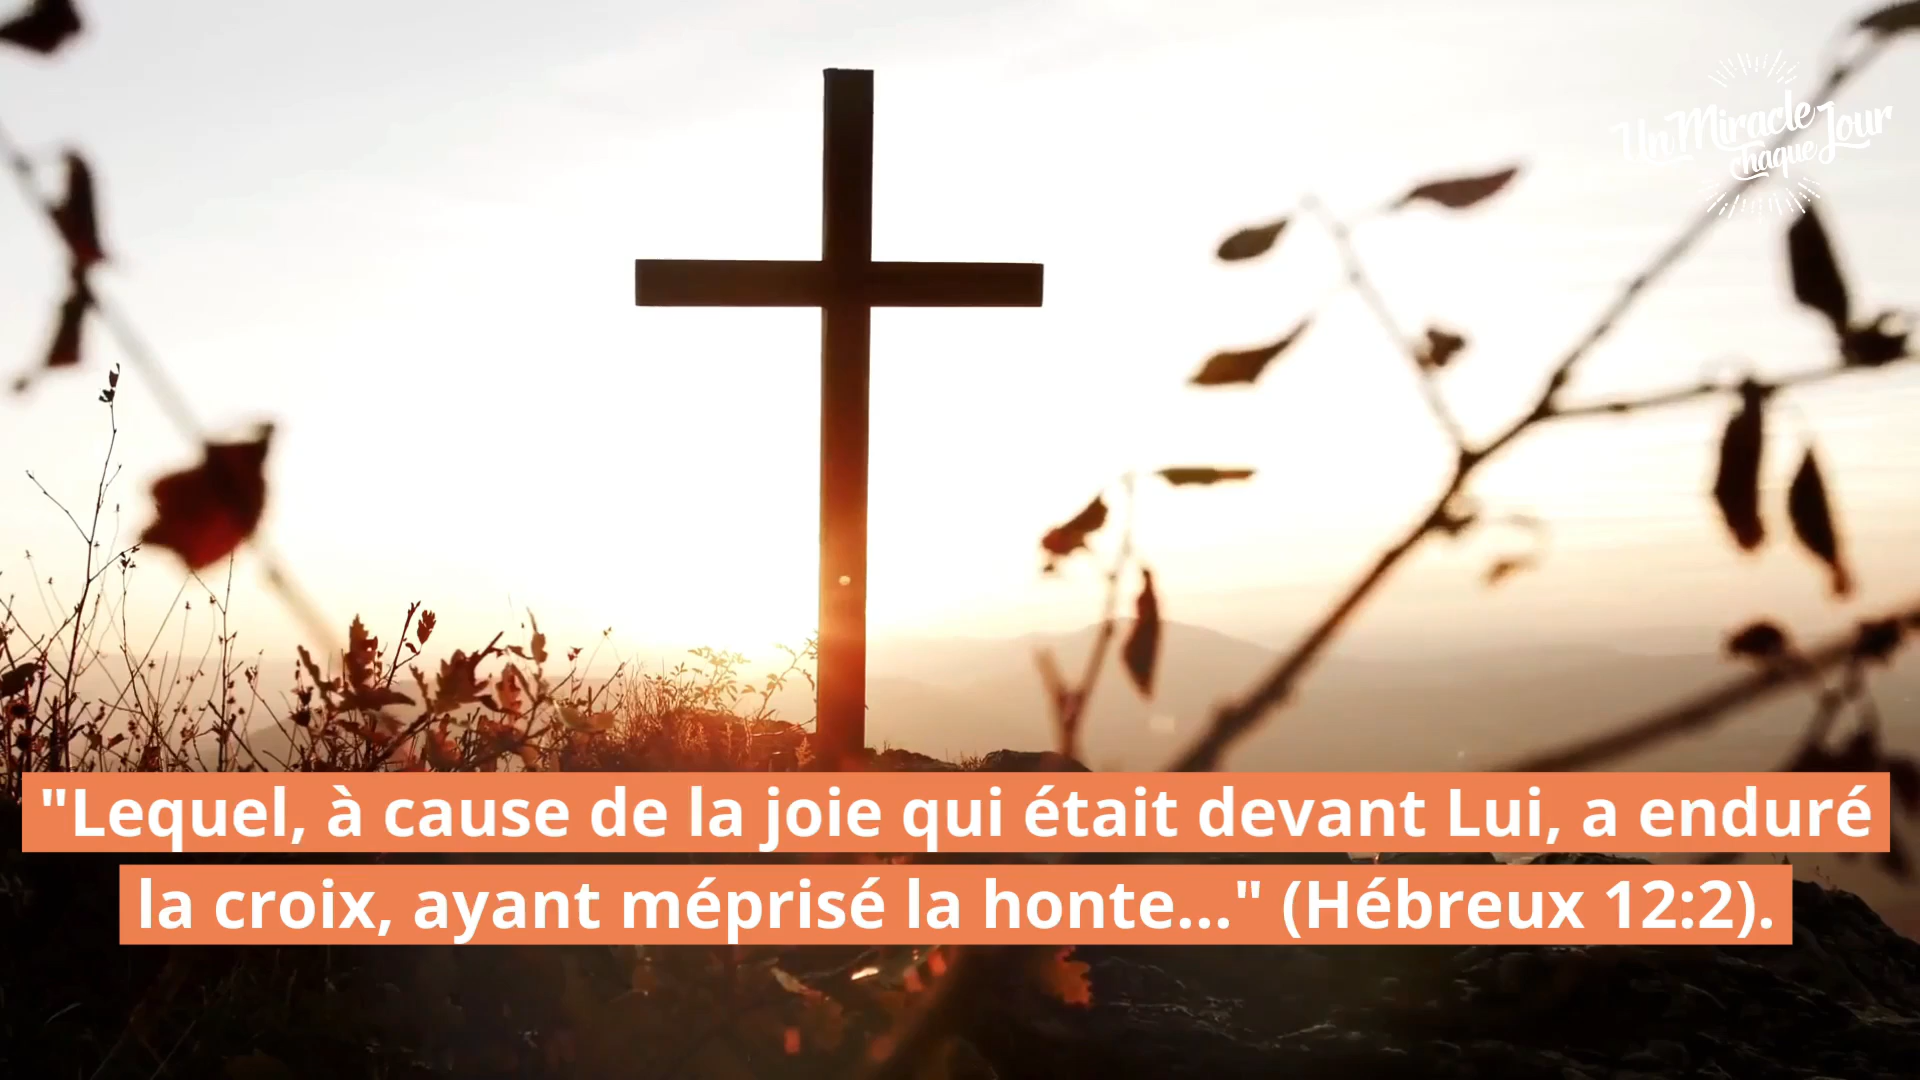 Un Miracle
chaque Jour
"Lequel, à cause de la joie qui était devant Lui, a enduré
la croix, ayant méprisé la honte..." (Hébreux 12:2).